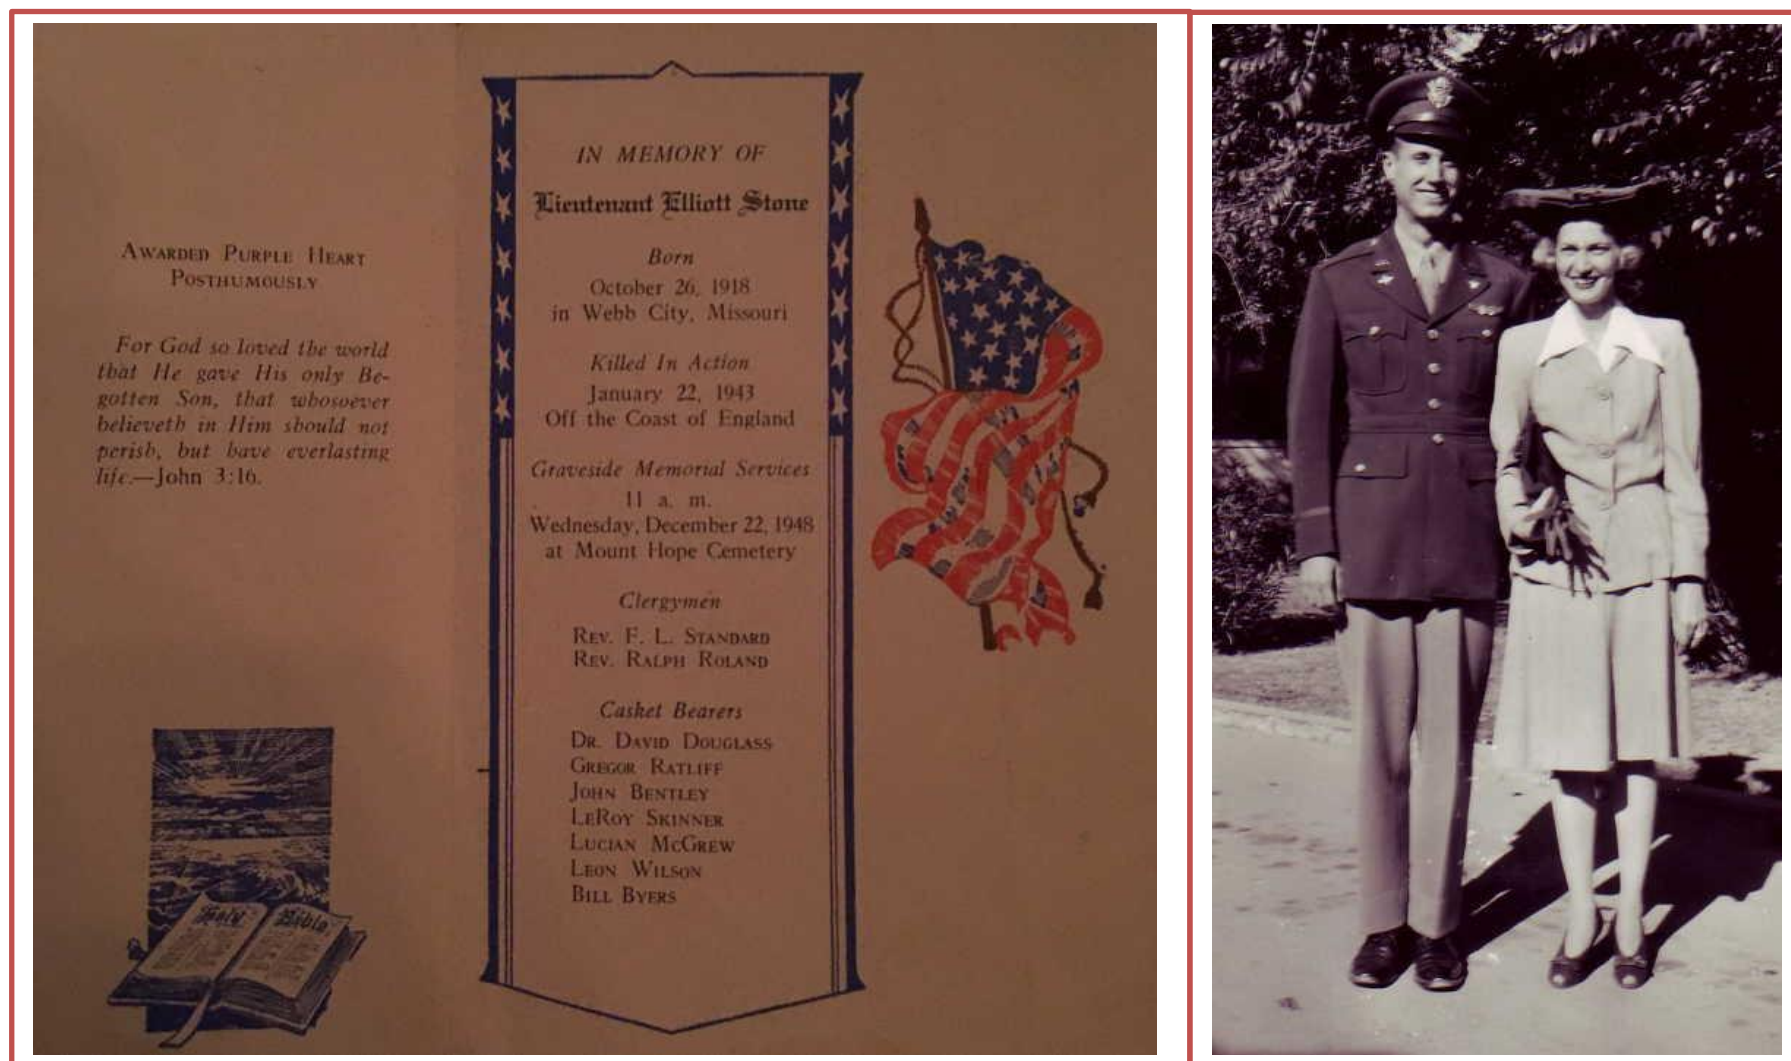 AWARDED PURPLE HEART
POSTHUMOUSLY
For God so loved the world
that He gave His only Be-
gotten Son, that whosoever
believeth in Him should not
perish, but have everlasting
life.—John 3:16.
Holy Bible
IN MEMORY OF
Lieutenant Elliott Stone
Born
October 26, 1918
in Webb City, Missouri
Killed In Action
January 22, 1943
Off the Coast of England
Graveside Memorial Services
11 a. m.
Wednesday, December 22, 1948
at Mount Hope Cemetery
Clergymen
REV. F. L. STANDARD
REV. RALPH ROLAND
Casket Bearers
DR. DAVID DOUGLASS
GREGOR RATLIFF
JOHN BENTLEY
LEROY SKINNER
LUCIAN MCGREW
LEON WILSON
BILL BYERS